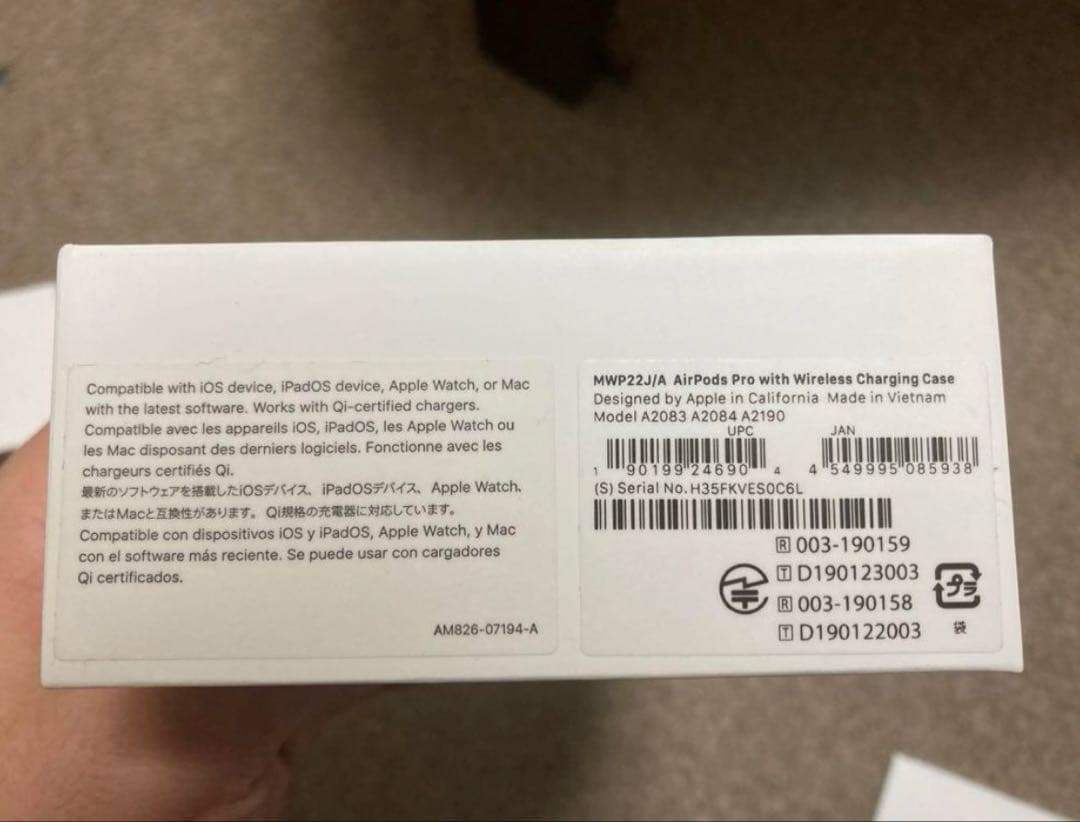 Compatible with iOS device, iPadOS device, Apple Watch, or Mac
with the latest software. Works with Qi-certified chargers.
Compatible avec les appareils iOS, iPadOS, les Apple Watch ou
les Mac disposant des derniers logiciels. Fonctionne avec les
chargeurs certifiés Qi.
最新のソフトウェアを搭載したiOSデバイス、iPadOSデバイス、Apple Watch、
またはMacと互換性があります。Qi規格の充電器に対応しています。
Compatible con dispositivos iOS y iPadOS, Apple Watch, y Mac
con el software más reciente. Se puede usar con cargadores
Qi certificados.
AM826-07194-A
MWP22J/A AirPods Pro with Wireless Charging Case
Designed by Apple in California Made in Vietnam
Model A2083 A2084 A2190
UPC
1 90199 24690 4
JAN
4 549995 085938
(S) Serial No. H35FKVES0C6L
R 003-190159
T D190123003
R 003-190158
T D190122003
プラ
袋